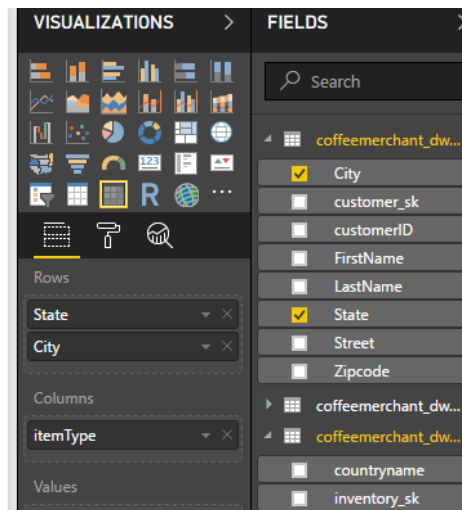 VISUALIZATIONS
123
R
...
Rows
State
City
Columns
itemType
Values
FIELDS
Search
coffeemerchant_dw...
City
customer_sk
customerID
FirstName
LastName
State
Street
Zipcode
coffeemerchant_dw...
coffeemerchant_dw...
countryname
inventory_sk